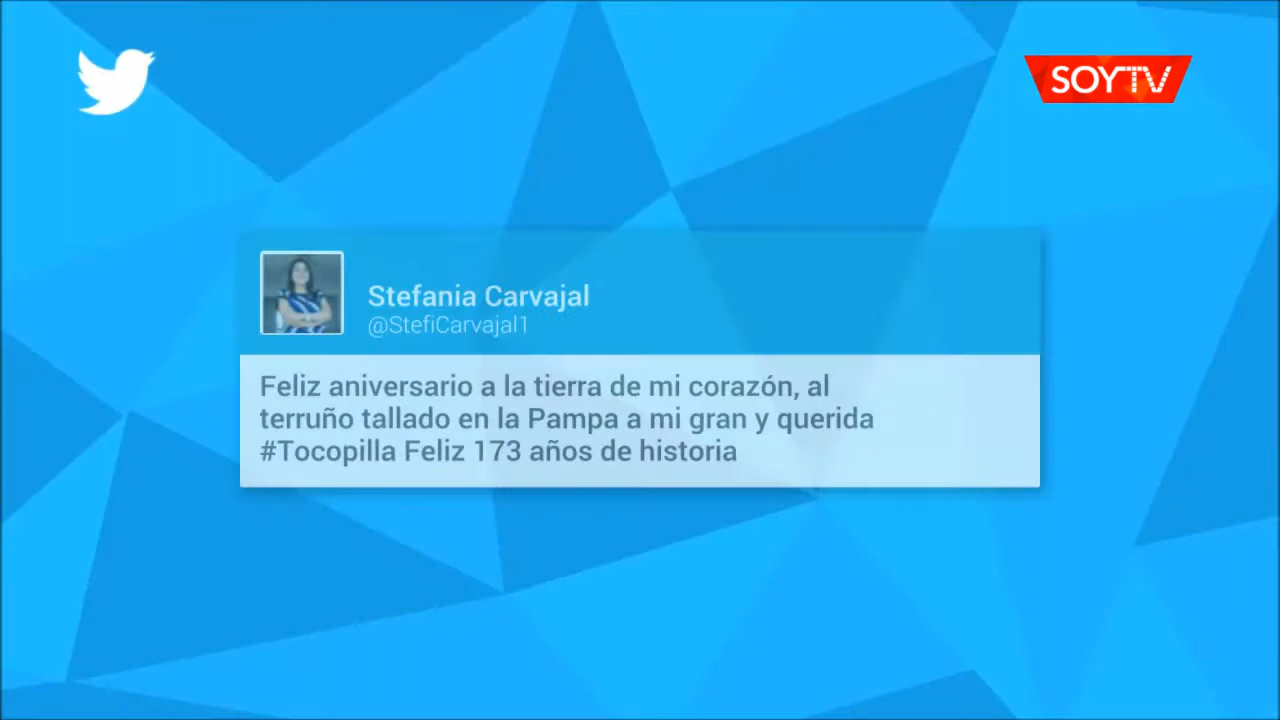 SOYTV
Stefania Carvajal
@StefiCarvajal1
Feliz aniversario a la tierra de mi corazón, al
terruño tallado en la Pampa a mi gran y querida
#Tocopilla Feliz 173 años de historia